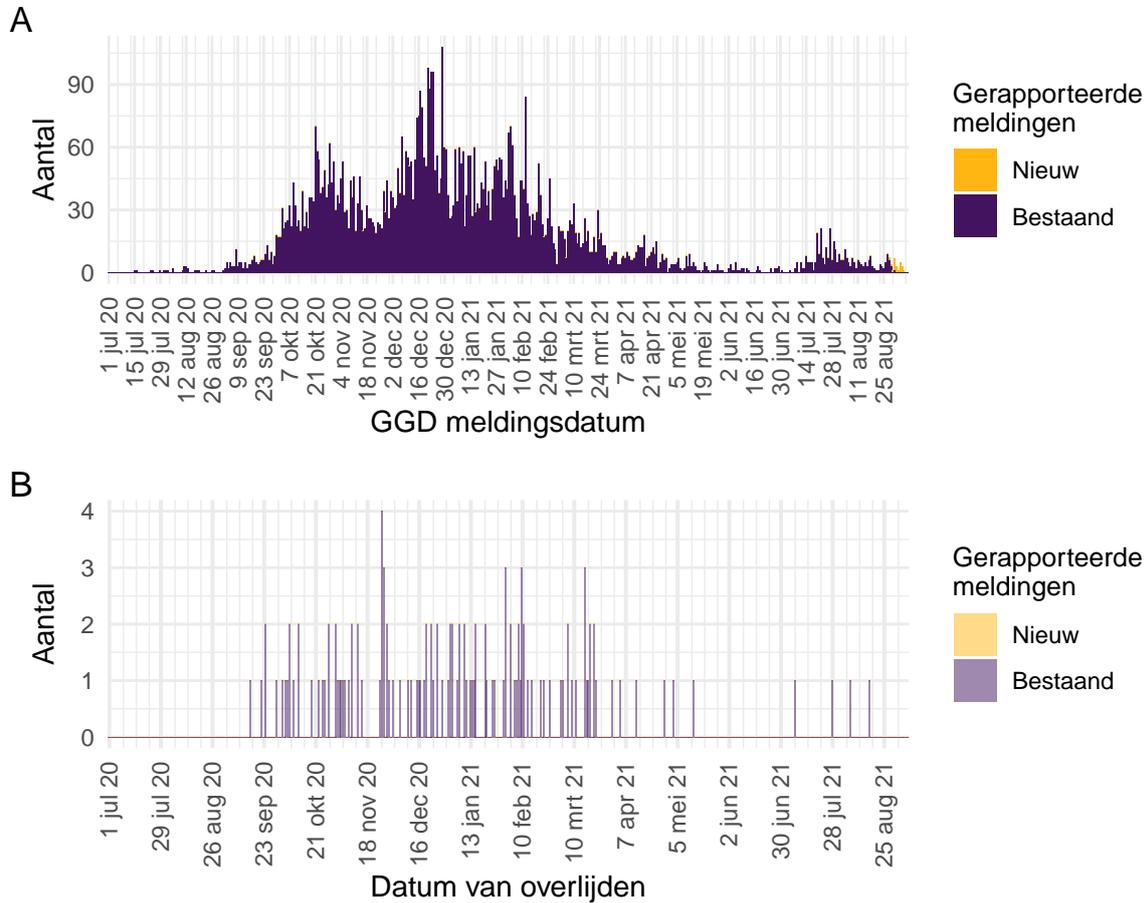 A
Aantal
90
60
30
0
1 jul 20
15 jul 20
29 jul 20
12 aug 20
26 aug 20
9 sep 20
23 sep 20
7 okt 20
21 okt 20
4 nov 20
18 nov 20
2 dec 20
16 dec 20
30 dec 20
13 jan 21
27 jan 21
10 feb 21
24 feb 21
10 mrt 21
24 mrt 21
7 apr 21
21 apr 21
5 mei 21
19 mei 21
2 jun 21
16 jun 21
30 jun 21
14 jul 21
28 jul 21
11 aug 21
25 aug 21
GGD meldingsdatum
Gerapporteerde
meldingen
Nieuw
Bestaand
B
Aantal
4
3
2
1
0
1 jul 20
29 jul 20
26 aug 20
23 sep 20
21 okt 20
18 nov 20
16 dec 20
13 jan 21
10 feb 21
10 mrt 21
7 apr 21
5 mei 21
2 jun 21
30 jun 21
28 jul 21
25 aug 21
Datum van overlijden
Gerapporteerde
meldingen
Nieuw
Bestaand